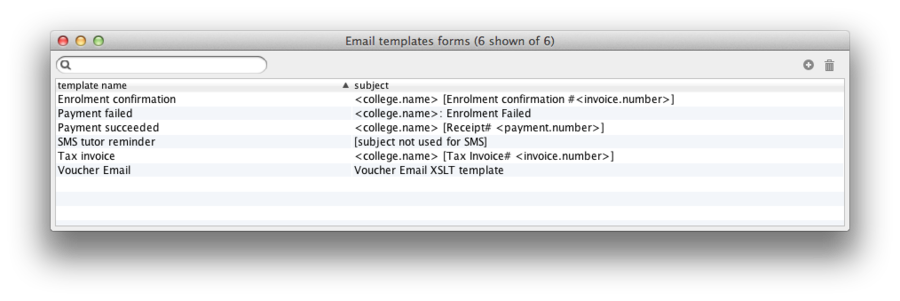 Email templates forms (6 shown of 6)
template name subject
Enrolment confirmation <college.name> [Enrolment confirmation #<invoice.number>]
Payment failed <college.name>: Enrolment Failed
Payment succeeded <college.name> [Receipt# <payment.number>]
SMS tutor reminder [subject not used for SMS]
Tax invoice <college.name> [Tax Invoice# <invoice.number>]
Voucher Email Voucher Email XSLT template